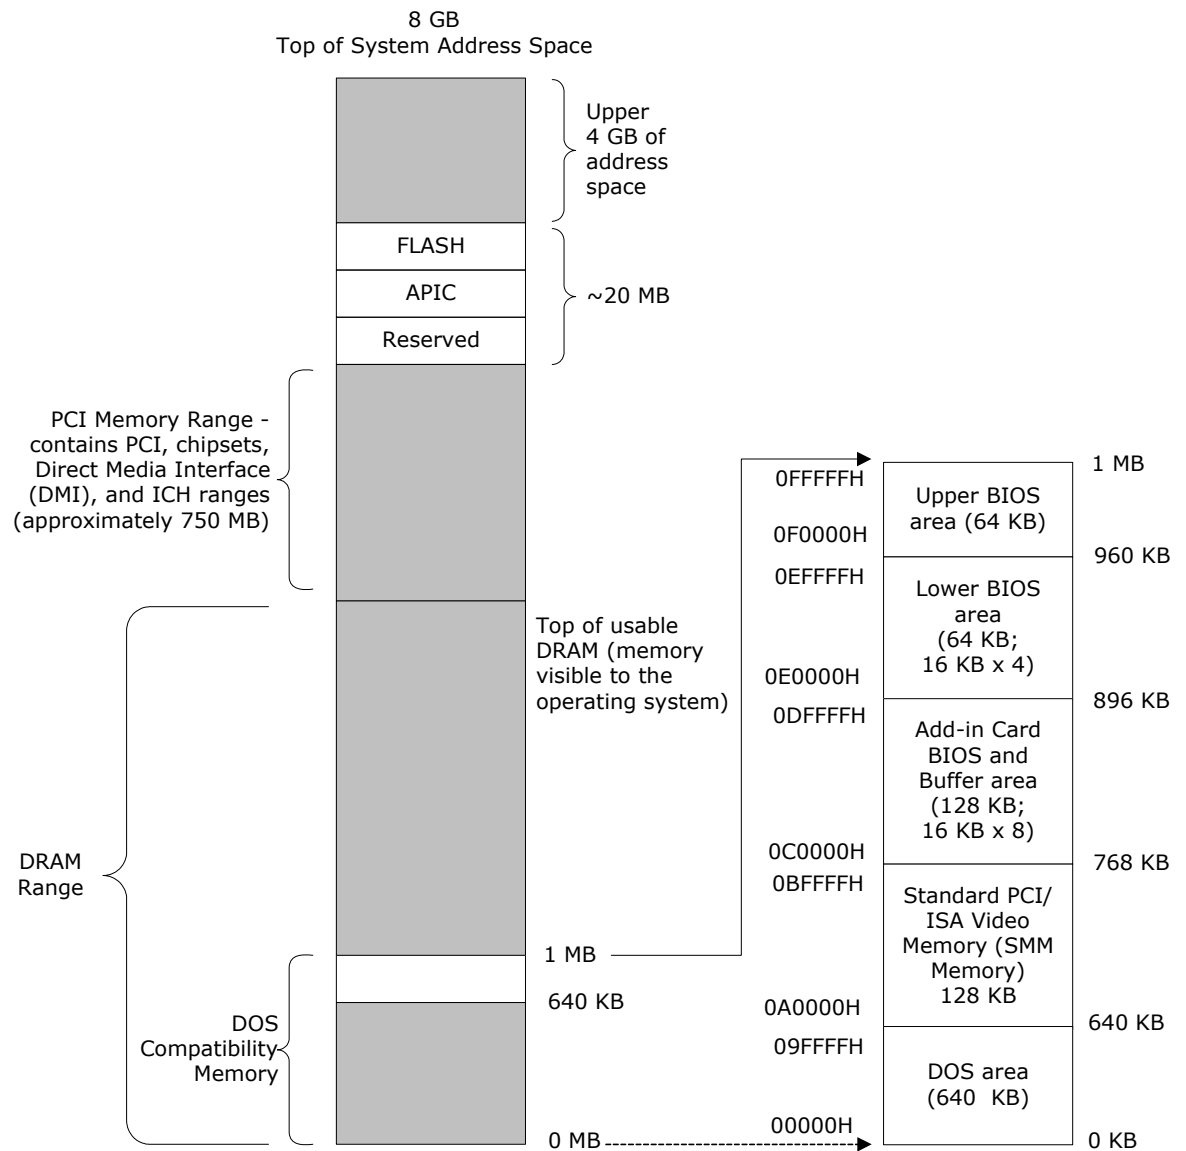 8 GB
Top of System Address Space
Upper
4 GB of
address
space
FLASH
APIC
Reserved
~20 MB
PCI Memory Range -
contains PCI, chipsets,
Direct Media Interface
(DMI), and ICH ranges
(approximately 750 MB)
Top of usable
DRAM (memory
visible to the
operating system)
DRAM
Range
1 MB
640 KB
DOS
Compatibility
Memory
0 MB
0FFFFFH
0F0000H
0EFFFFH
0E0000H
0DFFFFH
0C0000H
0BFFFFH
0A0000H
09FFFFH
00000H
Upper BIOS
area (64 KB)
Lower BIOS
area
(64 KB;
16 KB x 4)
Add-in Card
BIOS and
Buffer area
(128 KB;
16 KB x 8)
Standard PCI/
ISA Video
Memory (SMM
Memory)
128 KB
DOS area
(640  KB)
1 MB
960 KB
896 KB
768 KB
640 KB
0 KB